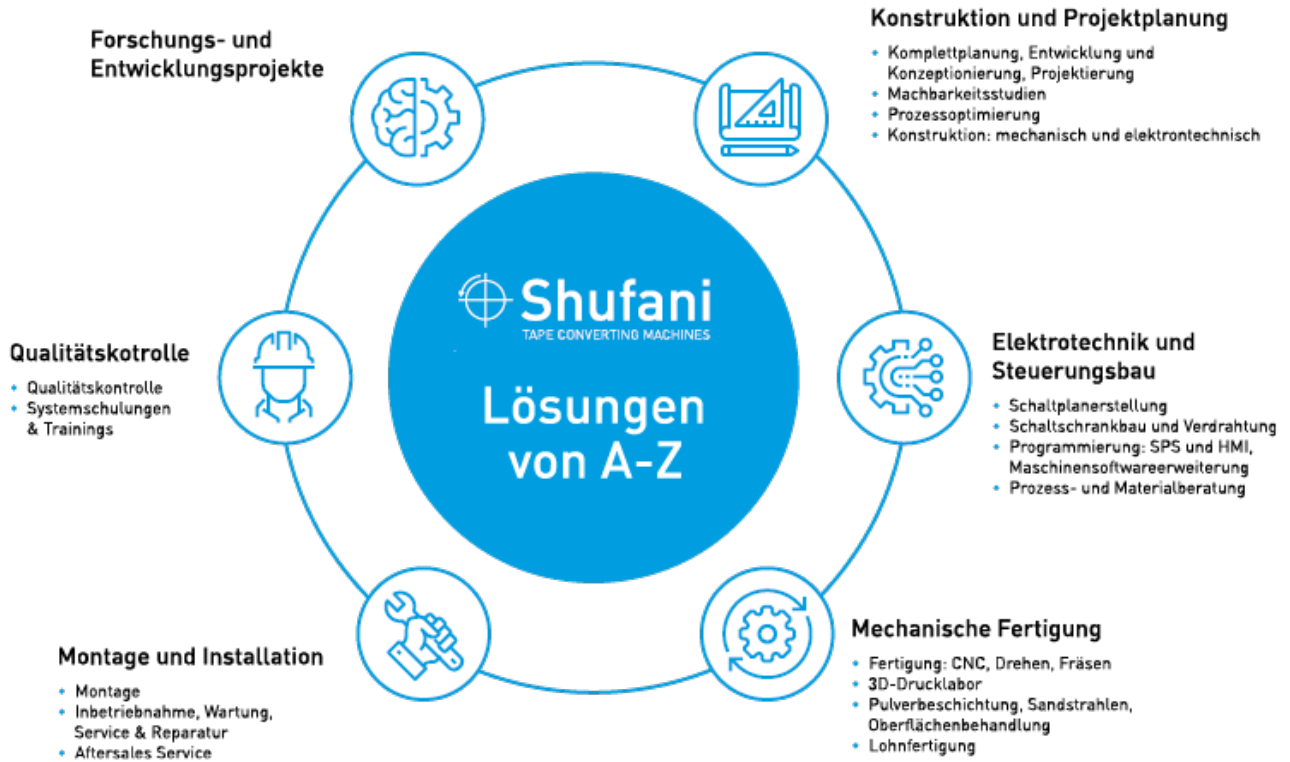 Forschungs- und
Entwicklungsprojekte
Konstruktion und Projektplanung
Komplettplanung, Entwicklung und
Konzeptionierung, Projektierung
Machbarkeitsstudien
Prozessoptimierung
Konstruktion: mechanisch und elektrontechnisch
Shufani
TAPE CONVERTING MACHINES
Lösungen
von A-Z
Qualitätskotrolle
Qualitätskontrolle
Systemschulungen
& Trainings
Elektrotechnik und
Steuerungsbau
Schaltplanerstellung
Schaltschrankbau und Verdrahtung
Programmierung: SPS und HMI,
Maschinensoftwareerweiterung
Prozess- und Materialberatung
Montage und Installation
Montage
Inbetriebnahme, Wartung,
Service & Reparatur
Aftersales Service
Mechanische Fertigung
Fertigung: CNC, Drehen, Fräsen
3D-Drucklabor
Pulverbeschichtung, Sandstrahlen,
Oberflächenbehandlung
Lohnfertigung